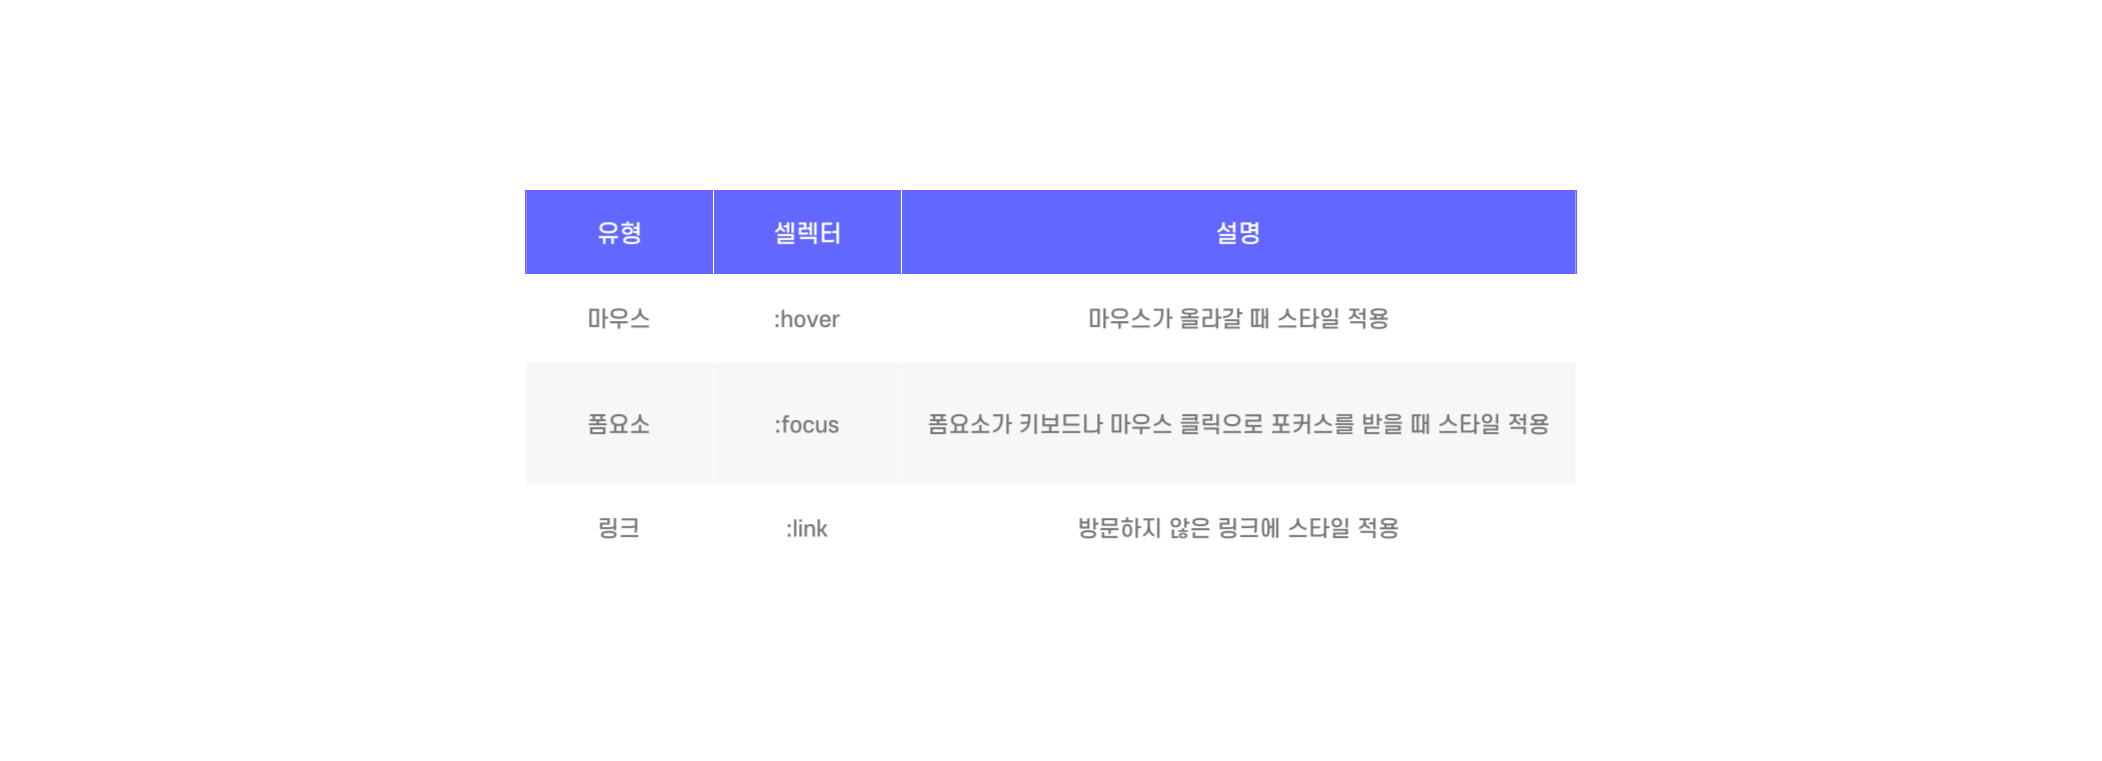 유형 셀렉터 설명
마우스 :hover 마우스가 올라갈 때 스타일 적용
폼요소 :focus 폼요소가 키보드나 마우스 클릭으로 포커스를 받을 때 스타일 적용
링크 :link 방문하지 않은 링크에 스타일 적용